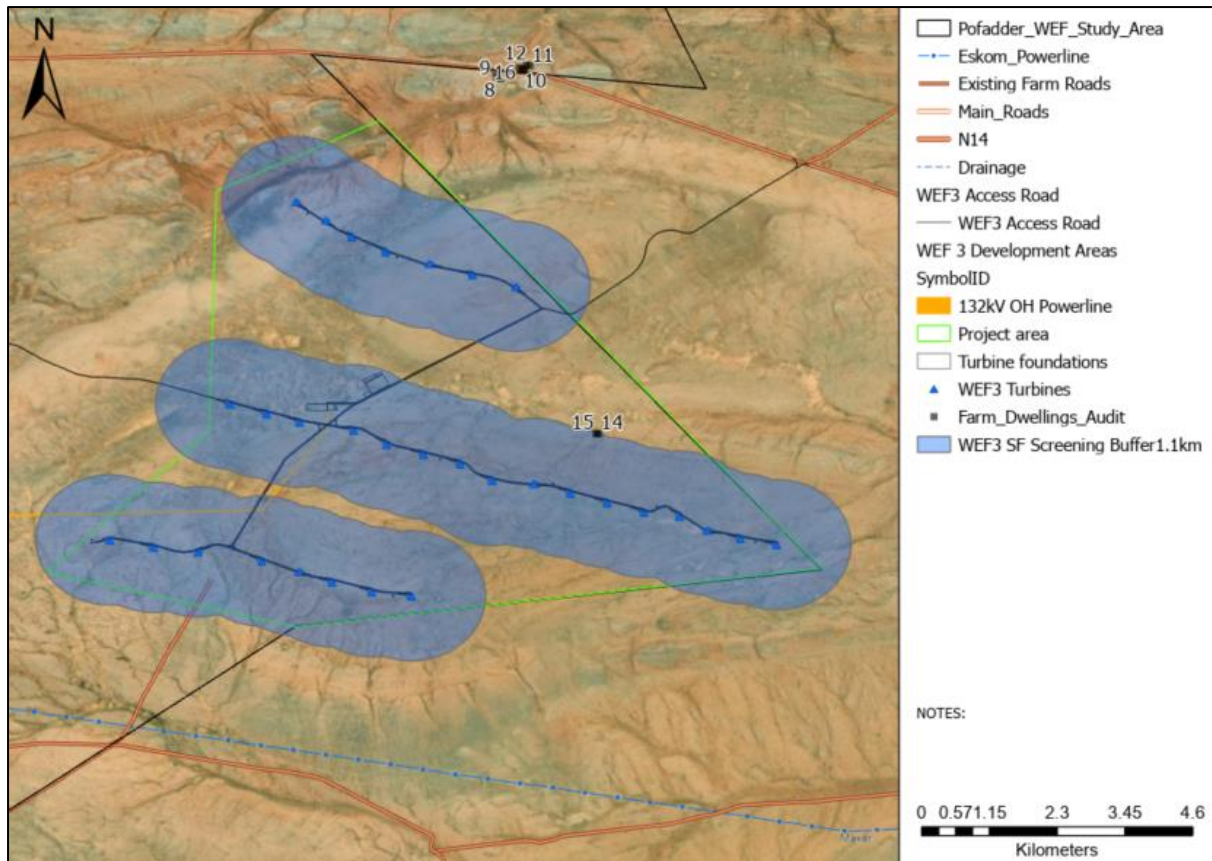 N
12 11
9 16
8 10
15 14
Pofadder_WEF_Study_Area
Eskom_Powerline
Existing Farm Roads
Main_Roads
N14
Drainage
WEF3 Access Road
WEF3 Access Road
WEF 3 Development Areas
SymbolID
132kV OH Powerline
Project area
Turbine foundations
WEF3 Turbines
Farm_Dwellings_Audit
WEF3 SF Screening Buffer1.1km
NOTES:
0 0.571.15 2.3 3.45 4.6
Kilometers